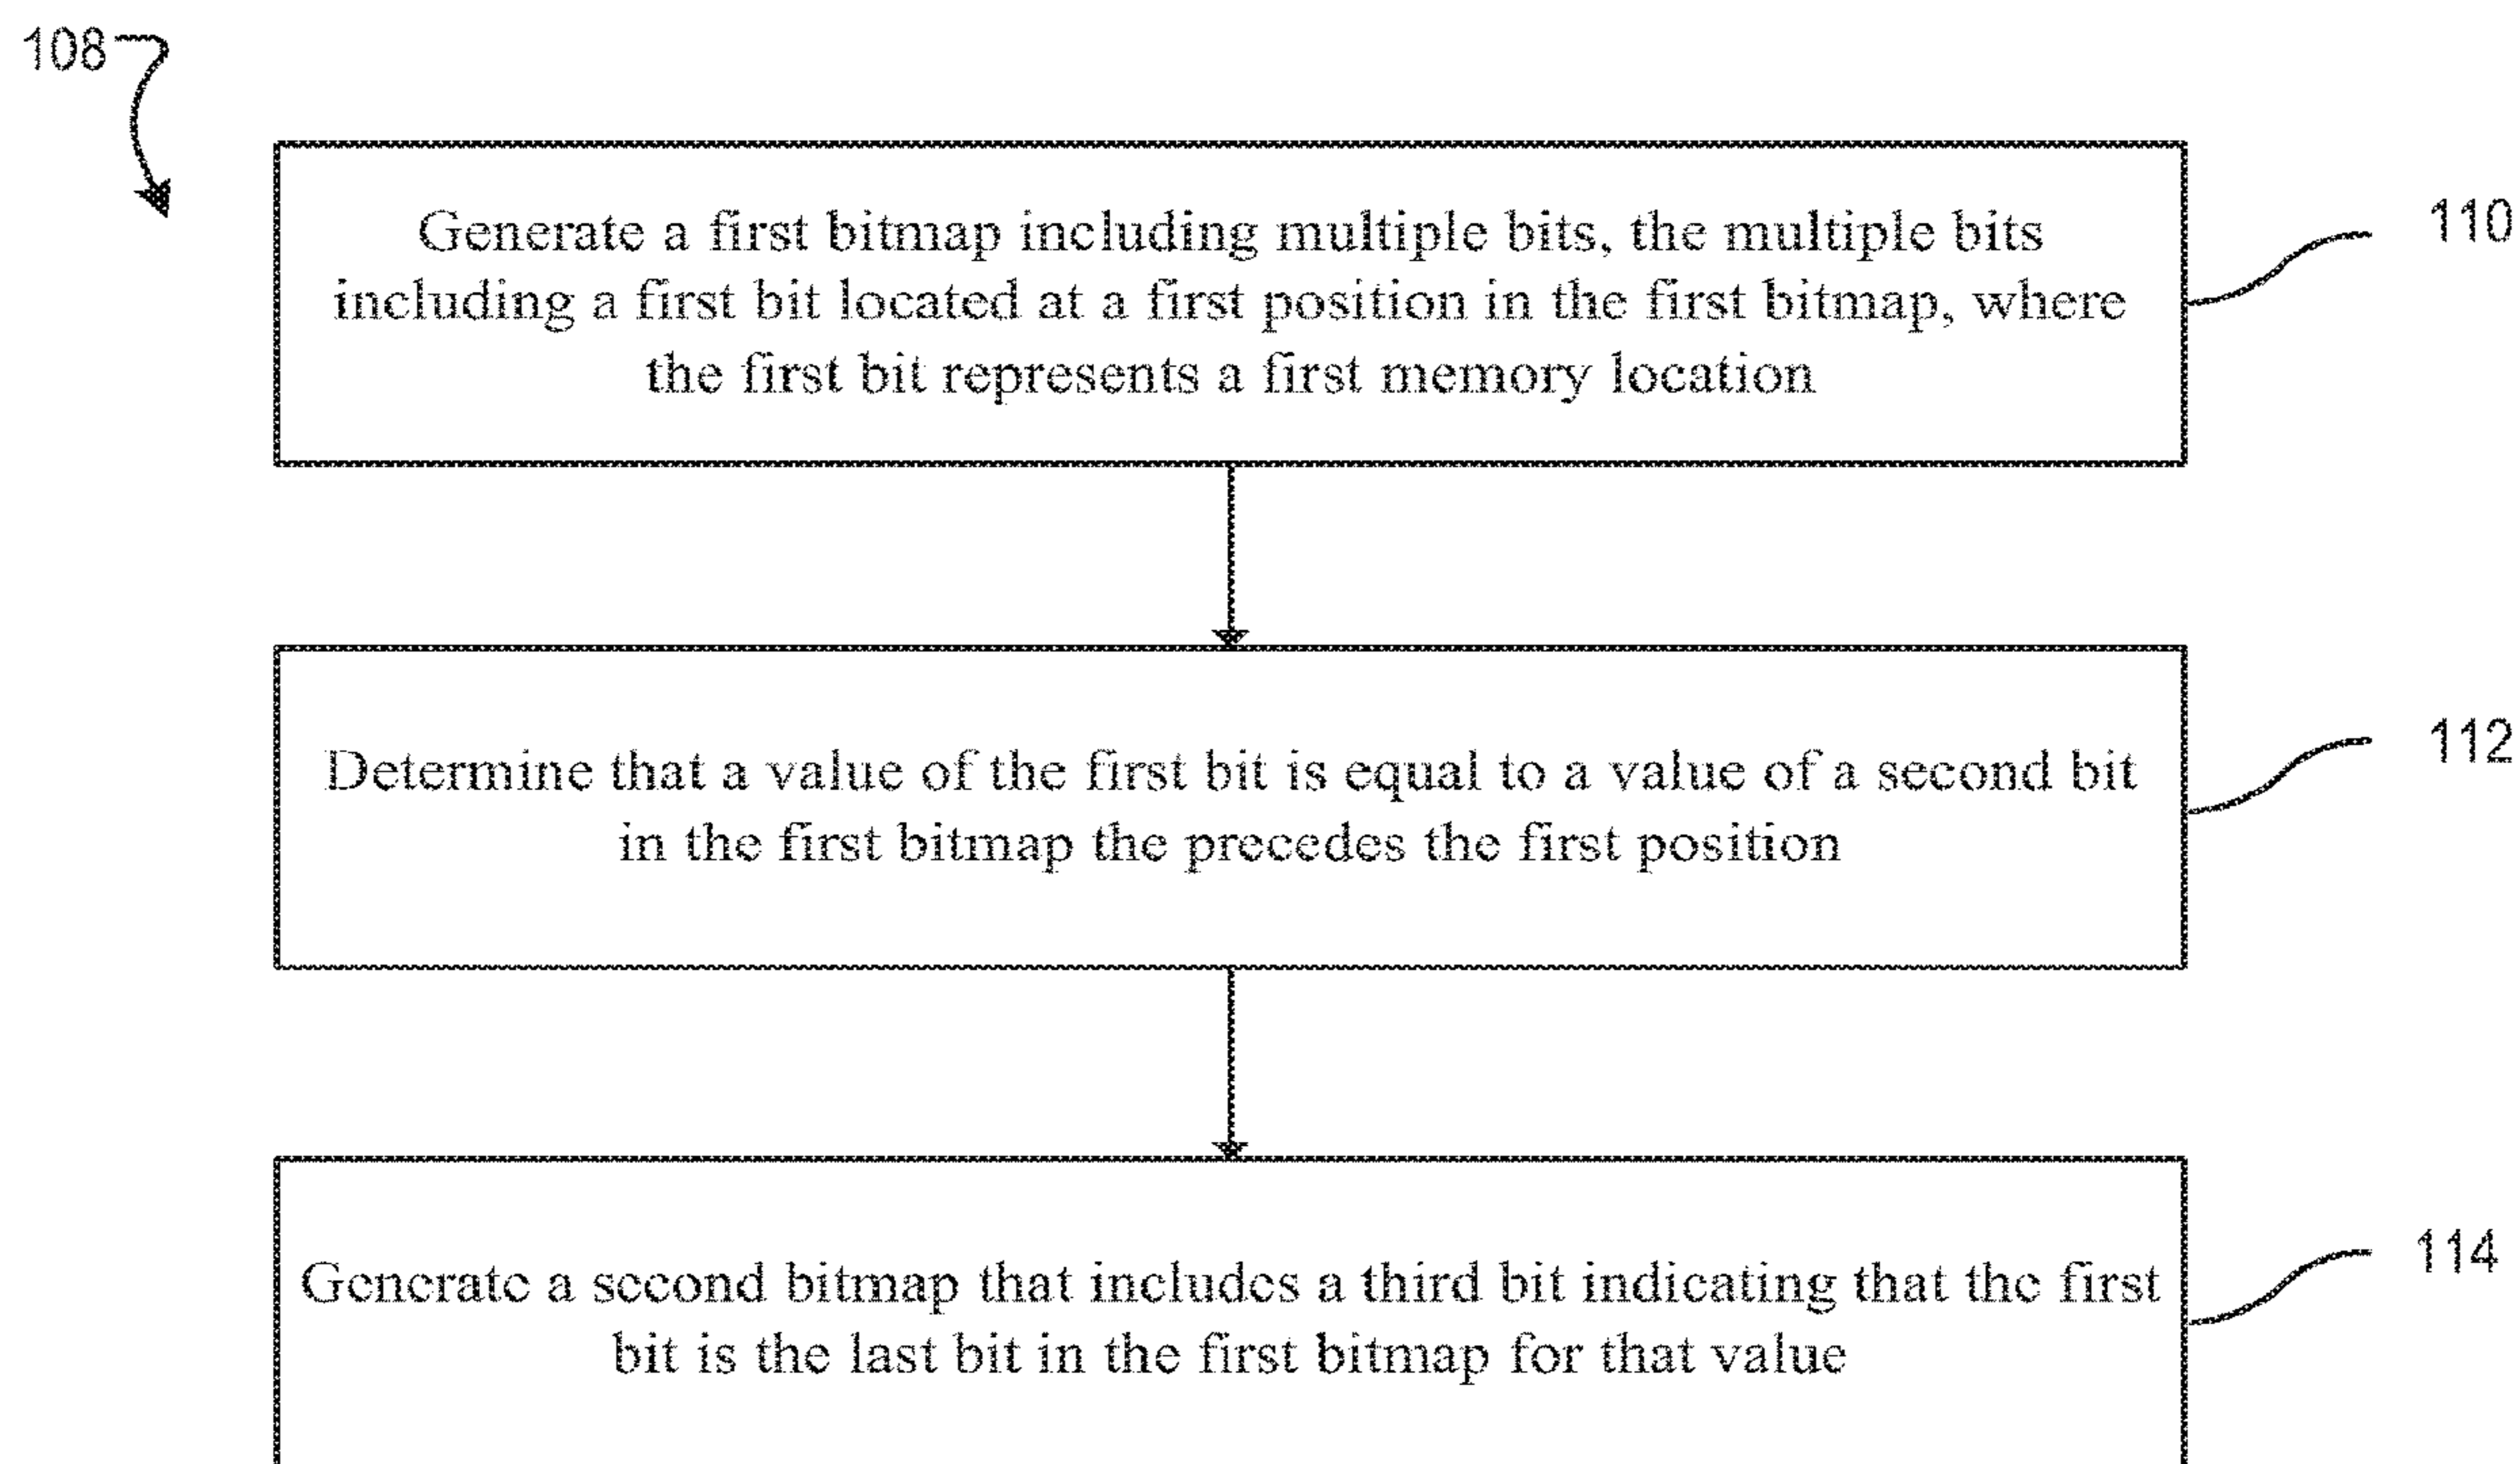 108
Generate a first bitmap including multiple bits, the multiple bits
including a first bit located at a first position in the first bitmap, where
the first bit represents a first memory location
110
Determine that a value of the first bit is equal to a value of a second bit
in the first bitmap the precedes the first position
112
Generate a second bitmap that includes a third bit indicating that the first
bit is the last bit in the first bitmap for that value
114